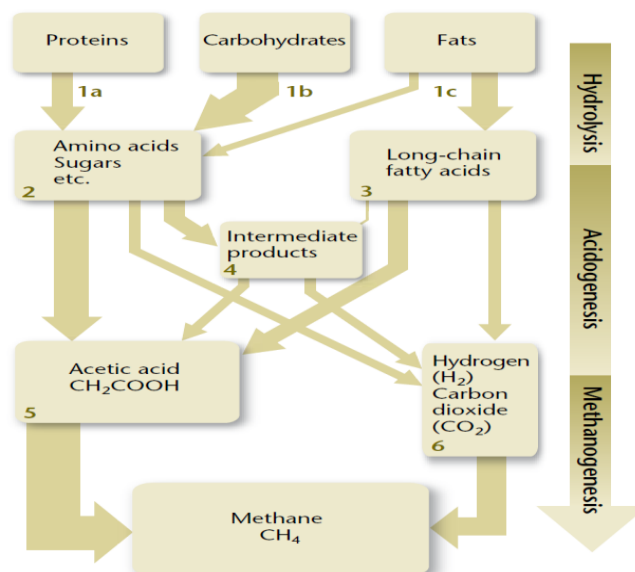 Proteins
Carbohydrates
Fats
1a
1b
1c
Hydrolysis
Amino acids
Sugars
etc.
2
Long-chain
fatty acids
3
Intermediate
products
4
Acidogenesis
Acetic acid
CH₂COOH
5
Hydrogen
(H₂)
Carbon
dioxide
(CO₂)
6
Methanogenesis
Methane
CH₄